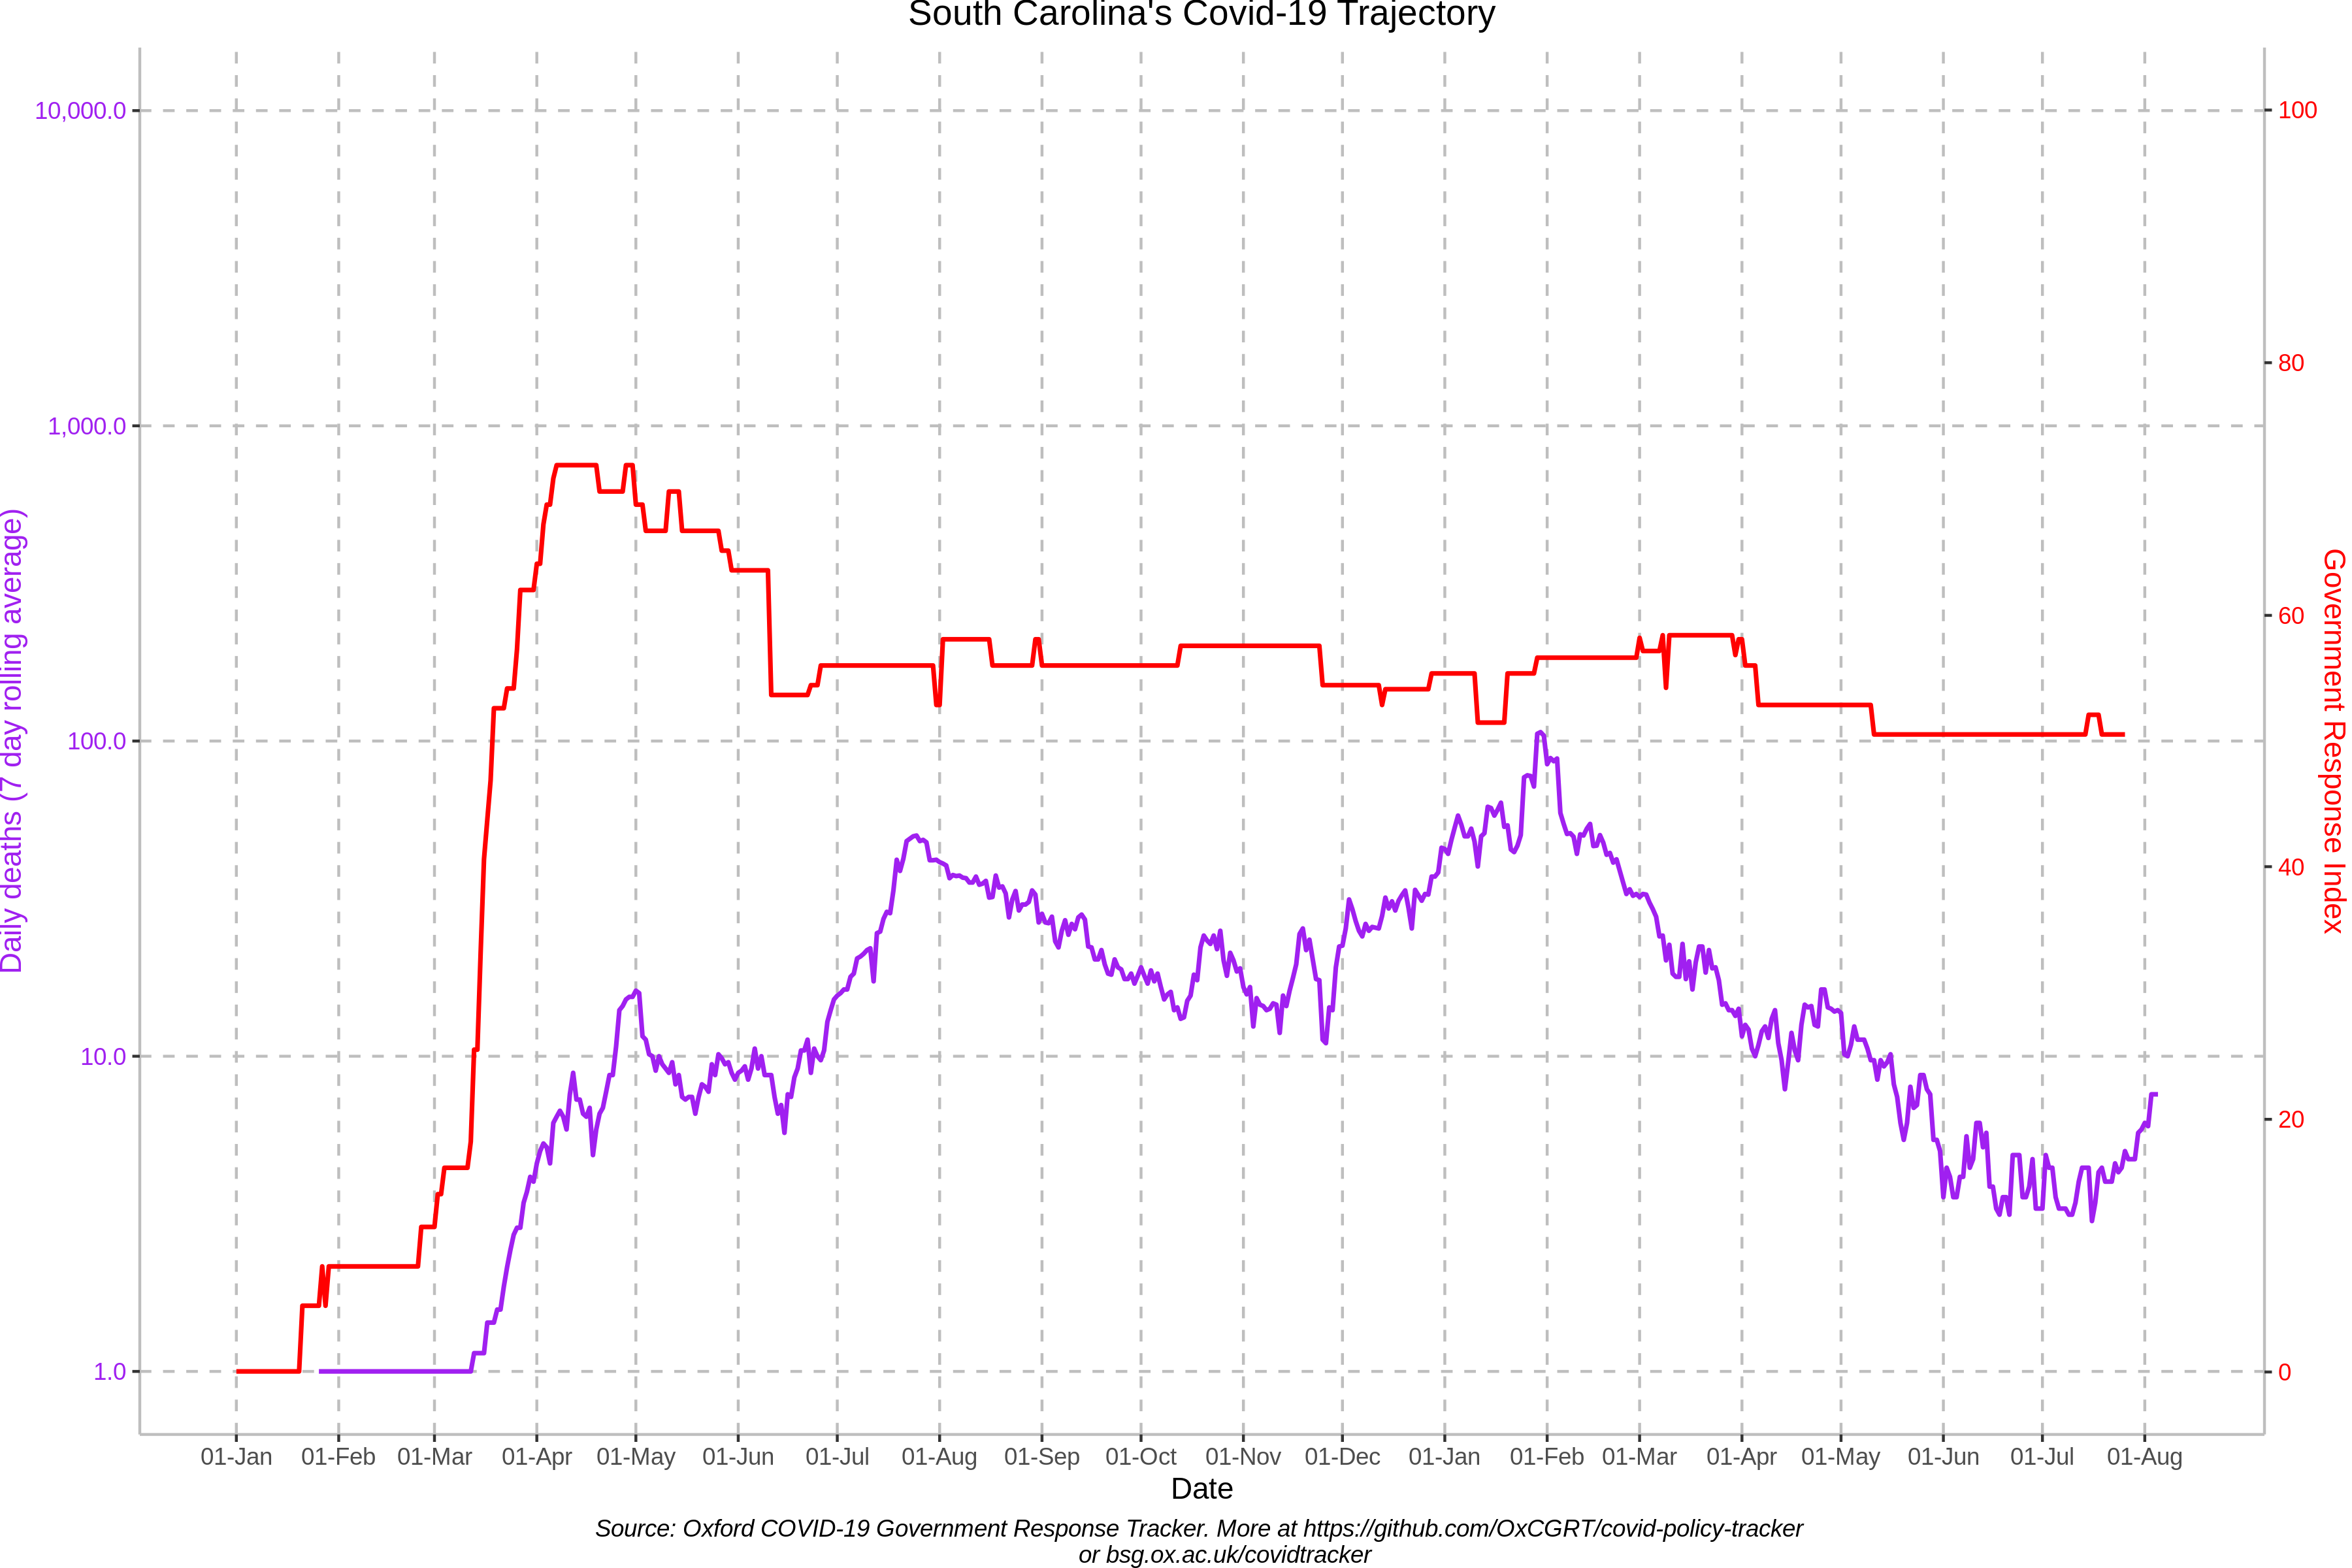 South Carolina's Covid-19 Trajectory
10,000.0
1,000.0
100.0
10.0
1.0
Daily deaths (7 day rolling average)
100
80
60
40
20
0
Government Response Index
01-Jan 01-Feb 01-Mar 01-Apr 01-May 01-Jun 01-Jul 01-Aug 01-Sep 01-Oct 01-Nov 01-Dec 01-Jan 01-Feb 01-Mar 01-Apr 01-May 01-Jun 01-Jul 01-Aug
Date
Source: Oxford COVID-19 Government Response Tracker. More at https://github.com/OxCGRT/covid-policy-tracker
or bsg.ox.ac.uk/covidtracker